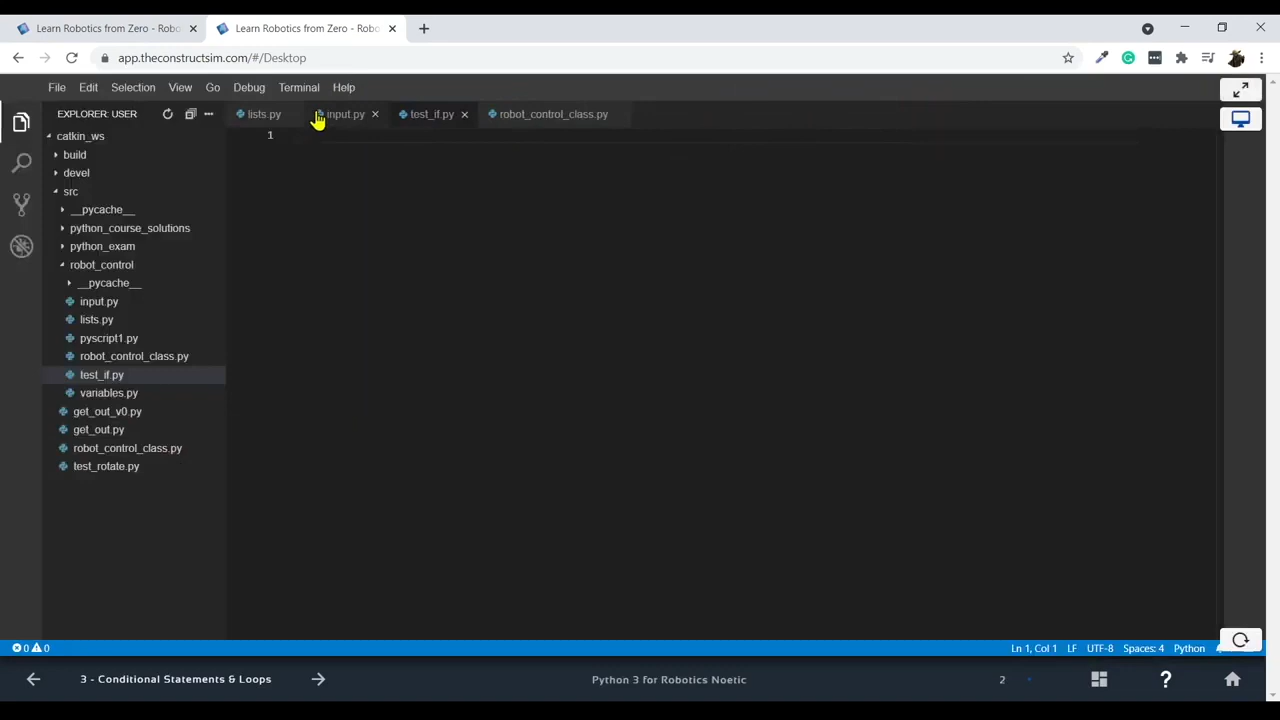 Learn Robotics from Zero - Robo
Learn Robotics from Zero - Robo
app.theconstructsim.com/#/Desktop
File Edit Selection View Go Debug Terminal Help
EXPLORER: USER
lists.py input.py test_if.py robot_control_class.py
catkin_ws
1
build
devel
src
__pycache__
python_course_solutions
python_exam
robot_control
__pycache__
input.py
lists.py
pyscript1.py
robot_control_class.py
test_if.py
variables.py
get_out_v0.py
get_out.py
robot_control_class.py
test_rotate.py
0 0
Ln 1, Col 1 LF UTF-8 Spaces: 4 Python
3 - Conditional Statements & Loops
Python 3 for Robotics Noetic
2
?